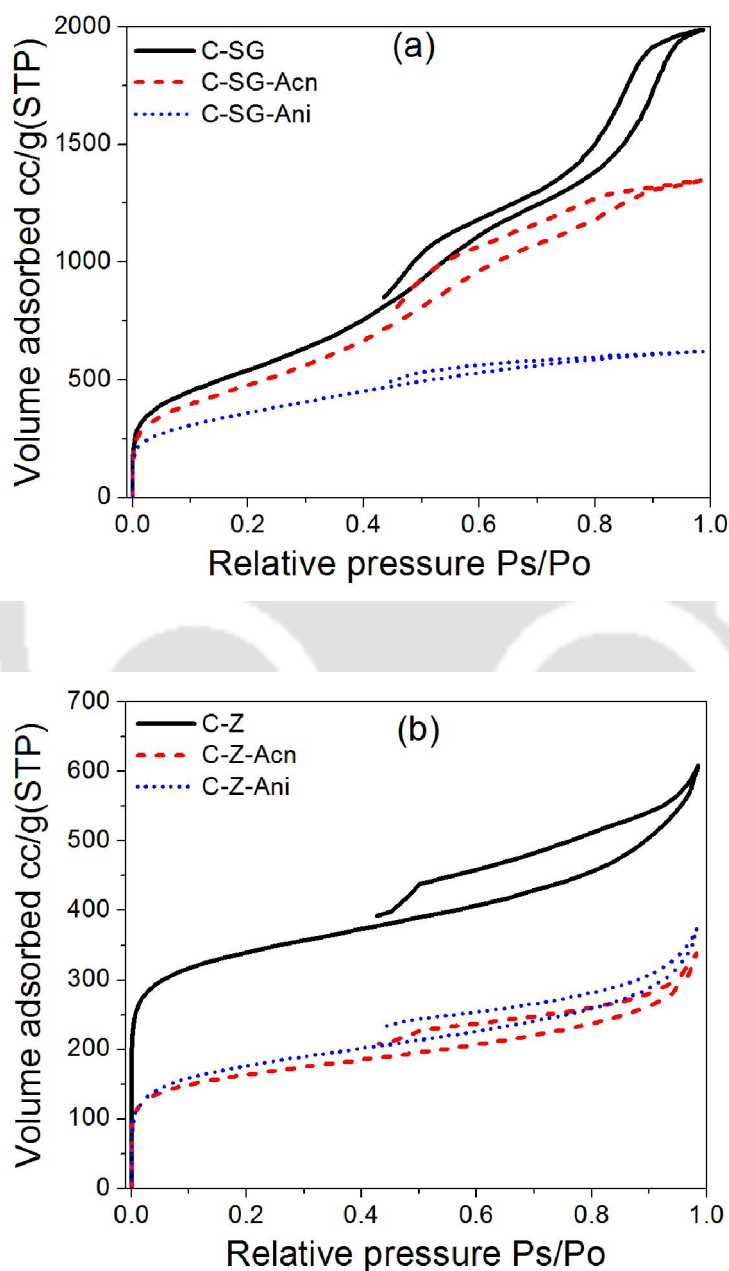 (a)
C-SG
C-SG-Acn
C-SG-Ani
Volume adsorbed cc/g(STP)
2000
1500
1000
500
0
0.0 0.2 0.4 0.6 0.8 1.0
Relative pressure Ps/Po
(b)
C-Z
C-Z-Acn
C-Z-Ani
Volume adsorbed cc/g(STP)
700
600
500
400
300
200
100
0
0.0 0.2 0.4 0.6 0.8 1.0
Relative pressure Ps/Po